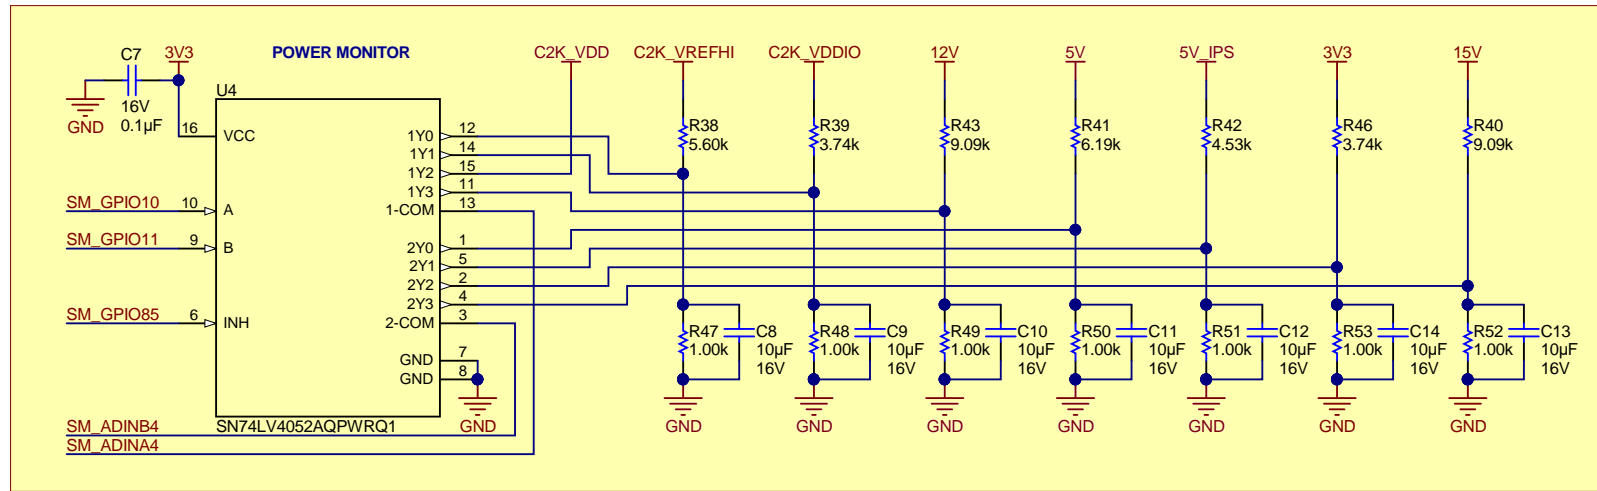 POWER MONITOR
C7
3V3
16V
0.1µF
GND
C2K_VDD
C2K_VREFHI
C2K_VDDIO
12V
5V
5V_IPS
3V3
15V
U4
16
VCC
1Y0
12
1Y1
14
1Y2
15
1Y3
11
1-COM
13
SM_GPIO10
10
A
SM_GPIO11
9
B
2Y0
1
2Y1
5
2Y2
2
2Y3
4
2-COM
3
SM_GPIO85
6
INH
GND
7
GND
8
SN74LV4052AQPWRQ1
GND
SM_ADINB4
SM_ADINA4
R38
5.60k
R39
3.74k
R43
9.09k
R41
6.19k
R42
4.53k
R46
3.74k
R40
9.09k
R47
1.00k
C8
10µF
16V
GND
R48
1.00k
C9
10µF
16V
GND
R49
1.00k
C10
10µF
16V
GND
R50
1.00k
C11
10µF
16V
GND
R51
1.00k
C12
10µF
16V
GND
R53
1.00k
C14
10µF
16V
GND
R52
1.00k
C13
10µF
16V
GND